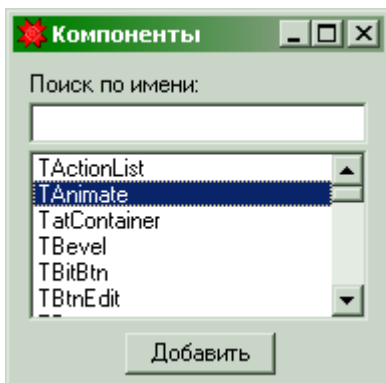 Компоненты
Поиск по имени:
TActionList
TAnimate
TatContainer
TBevel
TBitBtn
TBtnEdit
Добавить